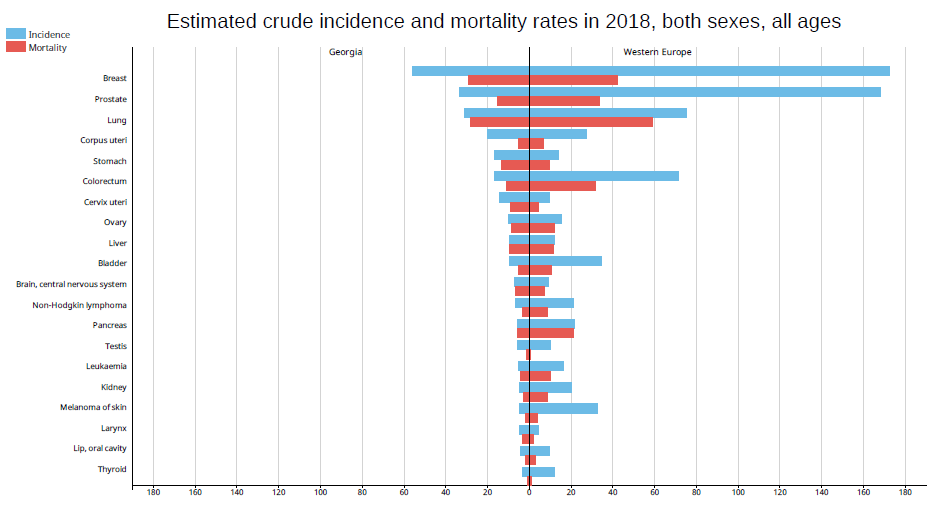 Estimated crude incidence and mortality rates in 2018, both sexes, all ages
Incidence
Mortality
Georgia
Western Europe
Breast
Prostate
Lung
Corpus uteri
Stomach
Colorectum
Cervix uteri
Ovary
Liver
Bladder
Brain, central nervous system
Non-Hodgkin lymphoma
Pancreas
Testis
Leukaemia
Kidney
Melanoma of skin
Larynx
Lip, oral cavity
Thyroid
180 160 140 120 100 80 60 40 20 0 20 40 60 80 100 120 140 160 180